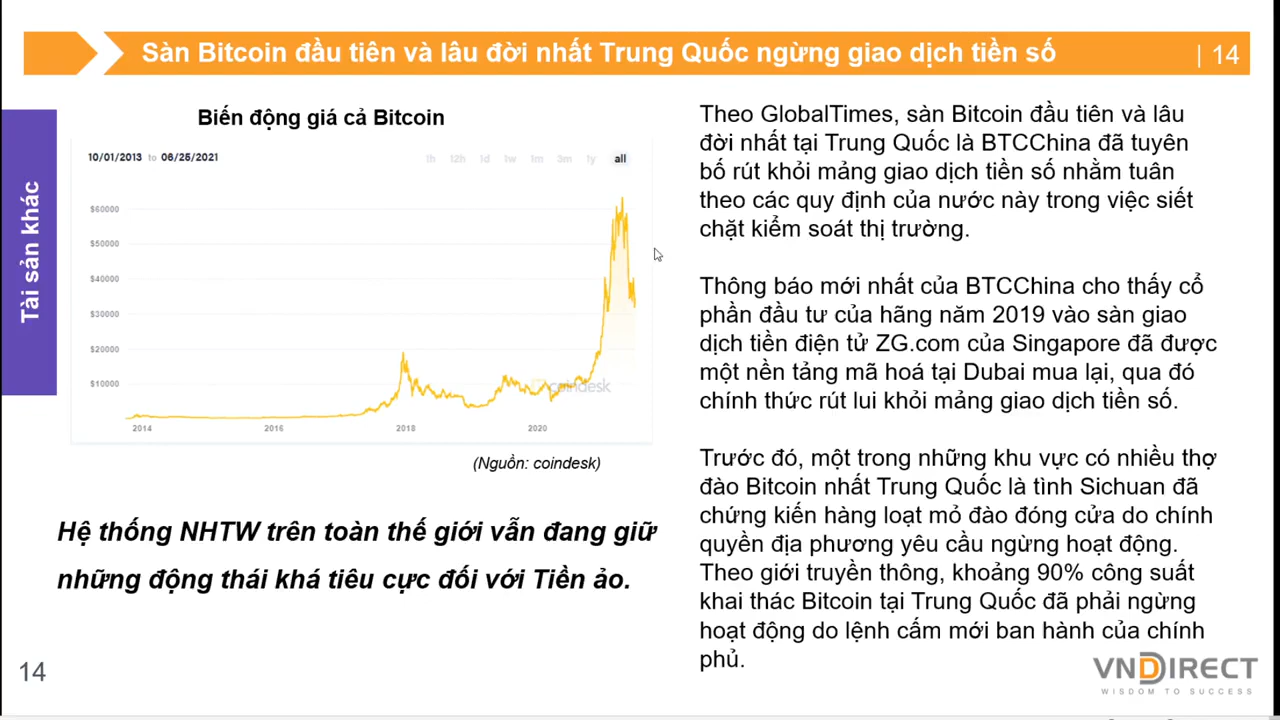 Sàn Bitcoin đầu tiên và lâu đời nhất Trung Quốc ngừng giao dịch tiền số
| 14
Tài sản khác
Biến động giá cả Bitcoin
10/01/2013 to 06/25/2021
1h 12h 1d 1w 1m 3m 1y all
$60000
$50000
$40000
$30000
$20000
$10000
coindesk
2014 2016 2018 2020
(Nguồn: coindesk)
Hệ thống NHTW trên toàn thế giới vẫn đang giữ
những động thái khá tiêu cực đối với Tiền ảo.
Theo GlobalTimes, sàn Bitcoin đầu tiên và lâu
đời nhất tại Trung Quốc là BTCChina đã tuyên
bố rút khỏi mảng giao dịch tiền số nhằm tuân
theo các quy định của nước này trong việc siết
chặt kiểm soát thị trường.
Thông báo mới nhất của BTCChina cho thấy cổ
phần đầu tư của hãng năm 2019 vào sàn giao
dịch tiền điện tử ZG.com của Singapore đã được
một nền tảng mã hoá tại Dubai mua lại, qua đó
chính thức rút lui khỏi mảng giao dịch tiền số.
Trước đó, một trong những khu vực có nhiều thợ
đào Bitcoin nhất Trung Quốc là tình Sichuan đã
chứng kiến hàng loạt mỏ đào đóng cửa do chính
quyền địa phương yêu cầu ngừng hoạt động.
Theo giới truyền thông, khoảng 90% công suất
khai thác Bitcoin tại Trung Quốc đã phải ngừng
hoạt động do lệnh cấm mới ban hành của chính
phủ.
14
VNDIRECT
WISDOM TO SUCCESS